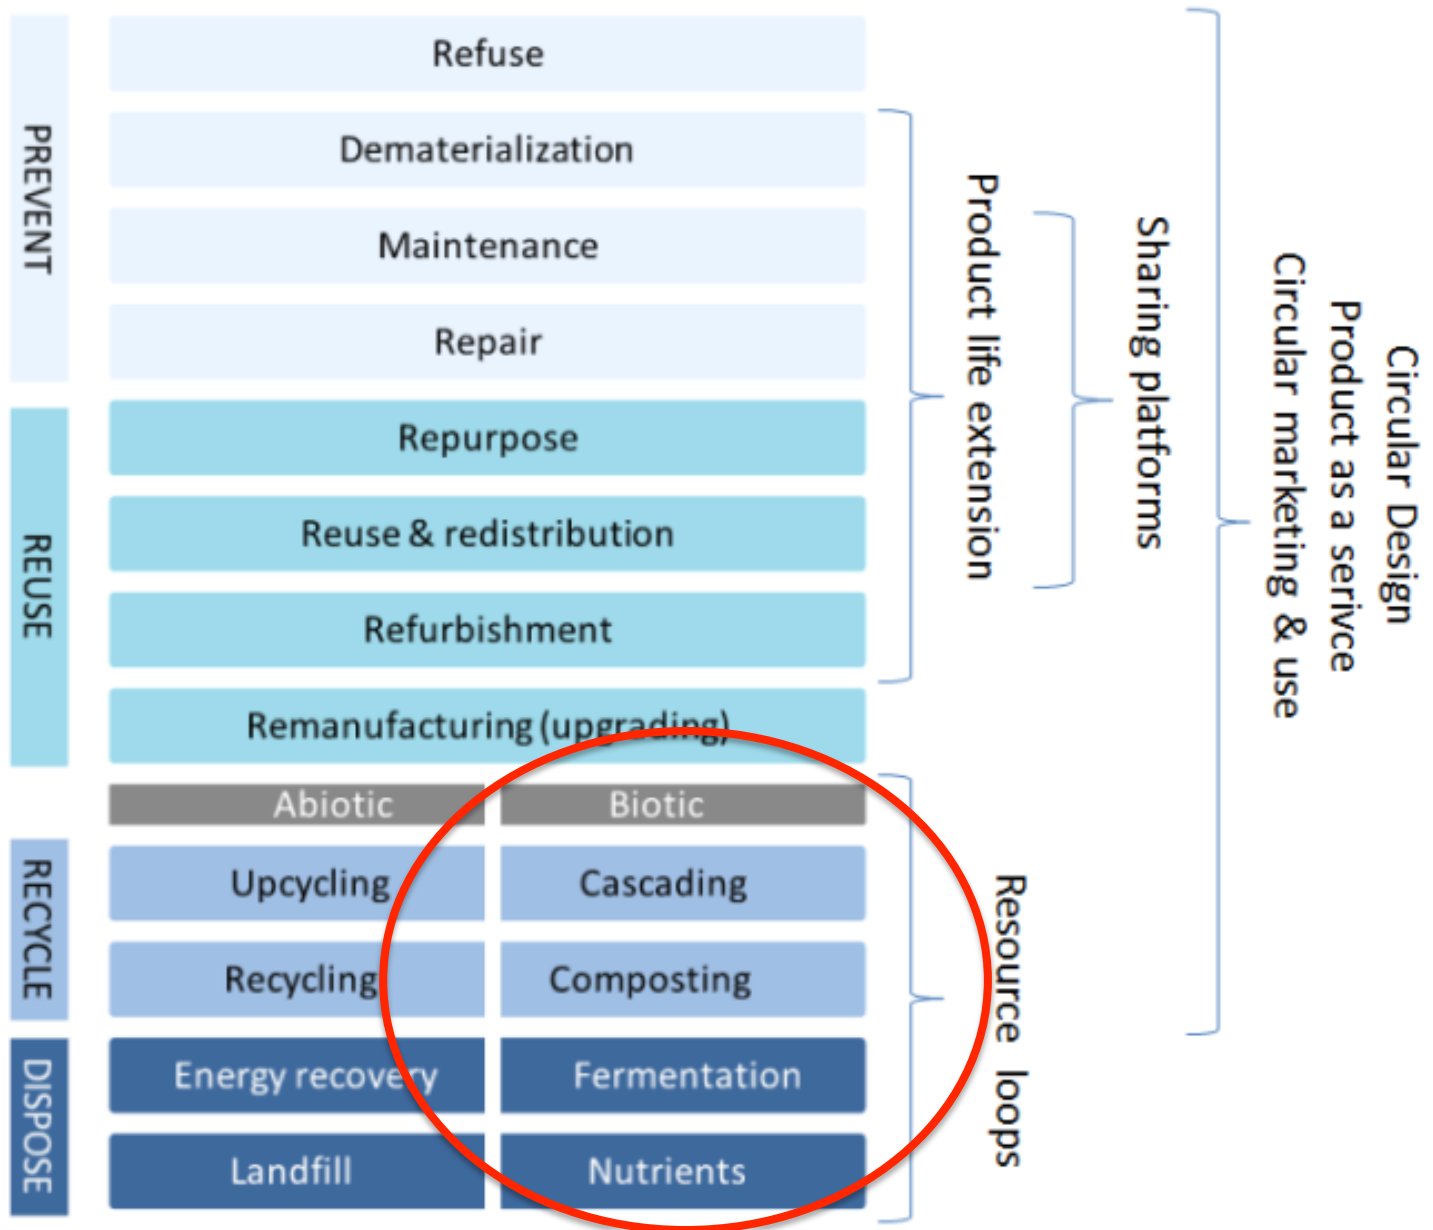 PREVENT
Refuse
Dematerialization
Maintenance
Repair
REUSE
Repurpose
Reuse & redistribution
Refurbishment
Remanufacturing (upgrading)
Abiotic
Biotic
RECYCLE
Upcycling
Cascading
Recycling
Composting
DISPOSE
Energy recovery
Fermentation
Landfill
Nutrients
Product life extension
Sharing platforms
Resource loops
Circular Design
Product as a serivce
Circular marketing & use